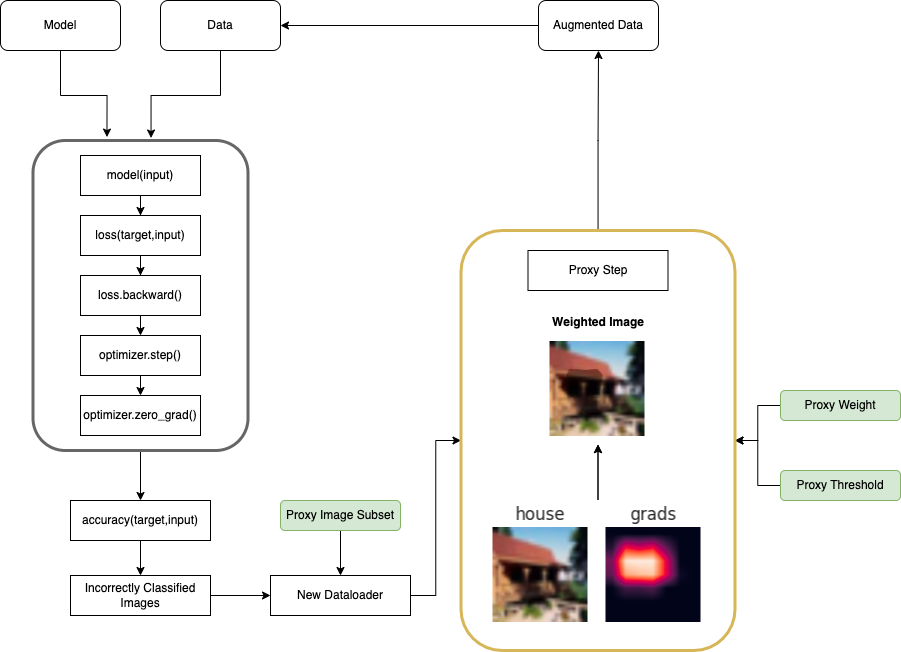 Model
Data
Augmented Data
model(input)
loss(target,input)
loss.backward()
optimizer.step()
optimizer.zero_grad()
accuracy(target,input)
Incorrectly Classified
Images
Proxy Image Subset
New Dataloader
Proxy Step
Weighted Image
house
grads
Proxy Weight
Proxy Threshold